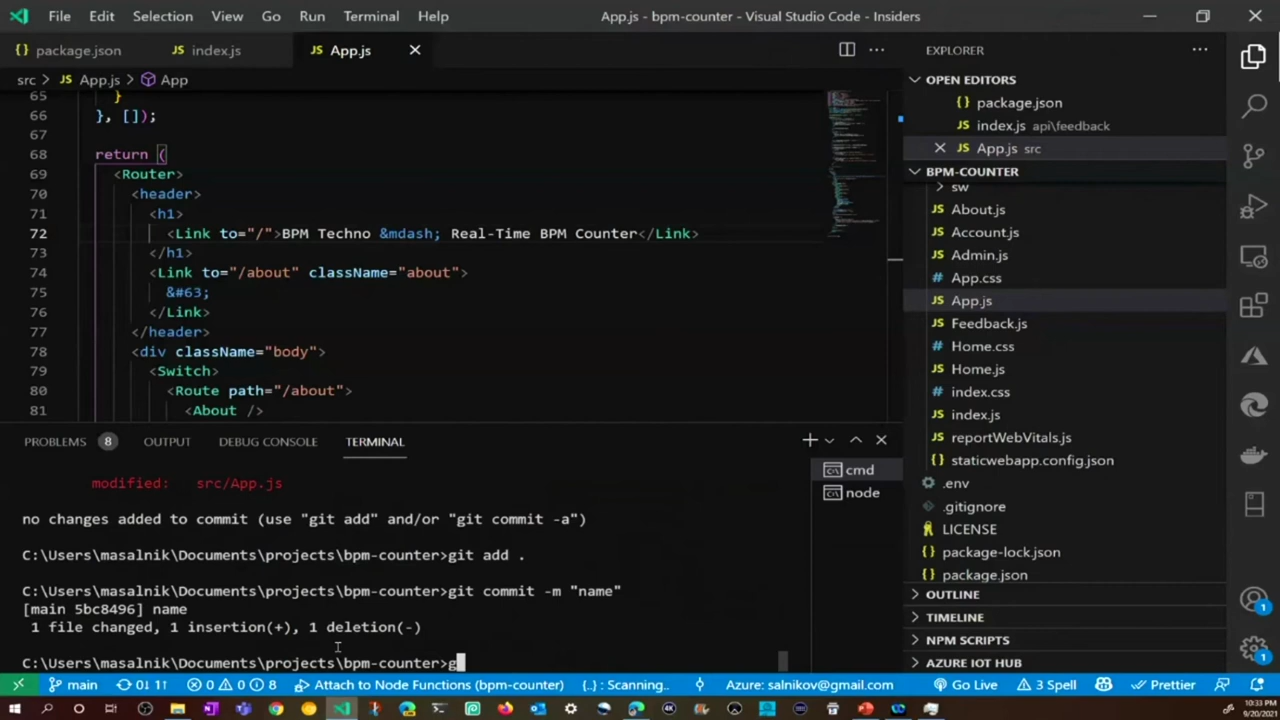 File Edit Selection View Go Run Terminal Help App.js - bpm-counter - Visual Studio Code - Insiders
{ } package.json JS index.js JS App.js
src > JS App.js > App
65 }
66 }, []);
67
68 return (
69 <Router>
70 <header>
71 <h1>
72 <Link to="/">BPM Techno &mdash; Real-Time BPM Counter</Link>
73 </h1>
74 <Link to="/about" className="about">
75 &#63;
76 </Link>
77 </header>
78 <div className="body">
79 <Switch>
80 <Route path="/about">
81 <About />
PROBLEMS 8 OUTPUT DEBUG CONSOLE TERMINAL
modified: src/App.js
no changes added to commit (use "git add" and/or "git commit -a")
C:\Users\masalnik\Documents\projects\bpm-counter>git add .
C:\Users\masalnik\Documents\projects\bpm-counter>git commit -m "name"
[main 5bc8496] name
1 file changed, 1 insertion(+), 1 deletion(-)
C:\Users\masalnik\Documents\projects\bpm-counter>g
cmd
node
EXPLORER
OPEN EDITORS
{ } package.json
JS index.js api\feedback
JS App.js src
BPM-COUNTER
sw
JS About.js
JS Account.js
JS Admin.js
# App.css
JS App.js
JS Feedback.js
# Home.css
JS Home.js
# index.css
JS index.js
JS reportWebVitals.js
{ } staticwebapp.config.json
.env
.gitignore
LICENSE
{ } package-lock.json
{ } package.json
OUTLINE
TIMELINE
NPM SCRIPTS
AZURE IOT HUB
1
1
main 0↓ 1↑ 0 0 8 Attach to Node Functions (bpm-counter) {..} : Scanning.. Azure: salnikov@gmail.com Go Live 3 Spell Prettier
10:33 PM
9/20/2021